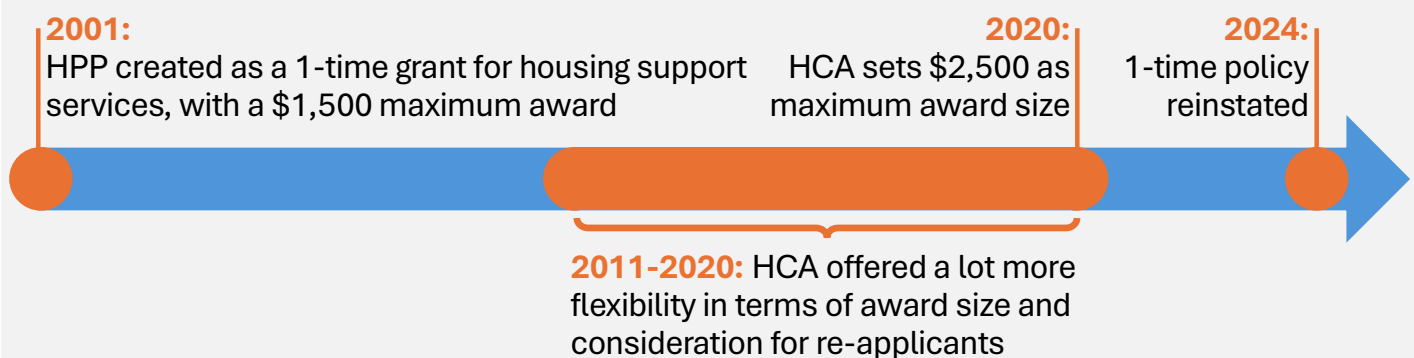 2001:
HPP created as a 1-time grant for housing support
services, with a $1,500 maximum award
2020:
HCA sets $2,500 as
maximum award size
2024:
1-time policy
reinstated
2011-2020: HCA offered a lot more
flexibility in terms of award size and
consideration for re-applicants